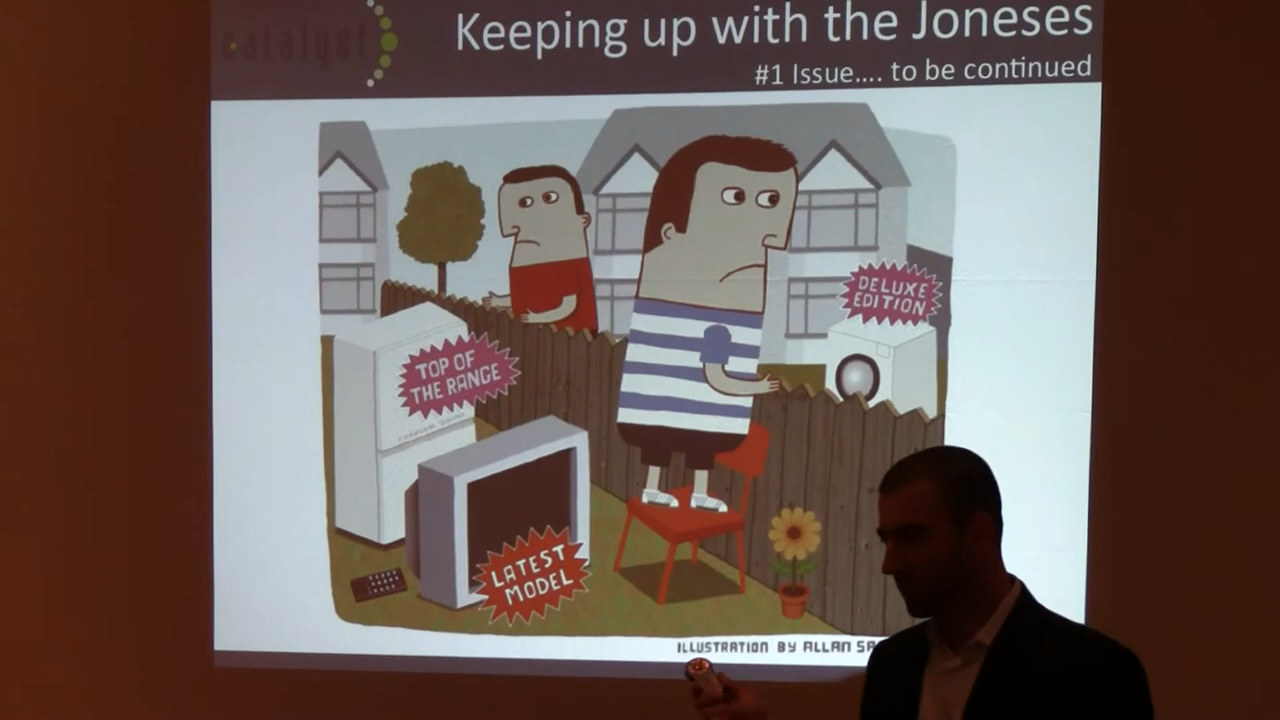 catalyst
Keeping up with the Joneses
#1 Issue.... to be continued
DELUXE
EDITION
TOP OF
THE RANGE
LATEST
MODEL
ILLUSTRATION BY ALLAN